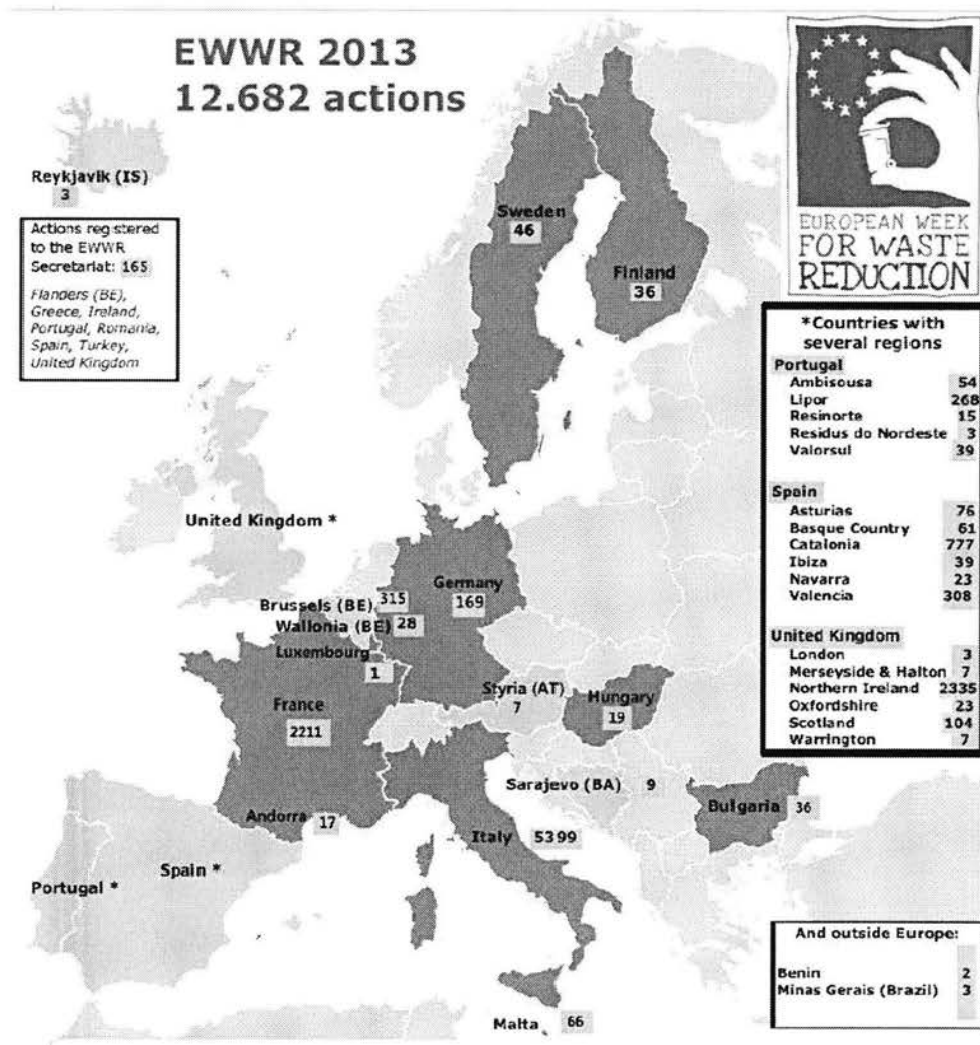 EWWR 2013
12.682 actions
EUROPEAN WEEK
FOR WASTE
REDUCTION
Reykjavik (IS)
3
Actions registered
to the EWWR
Secretariat: 165
Flanders (BE),
Greece, Ireland,
Portugal, Romania,
Spain, Turkey,
United Kingdom
Sweden
46
Finland
36
*Countries with
several regions
Portugal
Ambisousa 54
Lipor 268
Resinorte 15
Residus do Nordeste 3
Valorsul 39
Spain
Asturias 76
Basque Country 61
Catalonia 777
Ibiza 39
Navarra 23
Valencia 308
United Kingdom
London 3
Merseyside & Halton 7
Northern Ireland 2335
Oxfordshire 23
Scotland 104
Warrington 7
United Kingdom *
Germany
169
Brussels (BE) 315
Wallonia (BE) 28
Luxembourg
1
Styria (AT)
7
Hungary
19
France
2211
Sarajevo (BA) 9
Bulgaria 36
Andorra 17
Italy 5399
Spain *
Portugal *
Malta 66
And outside Europe:
Benin 2
Minas Gerais (Brazil) 3